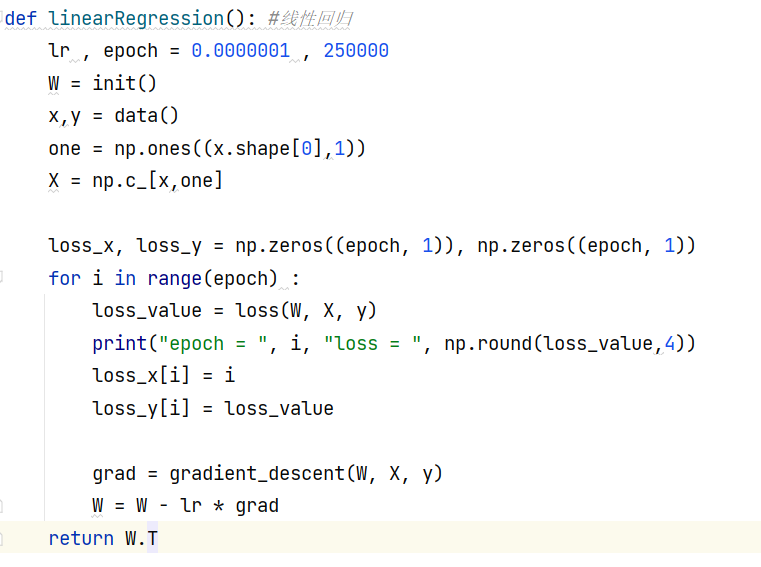 def linearRegression(): #线性回归
    lr , epoch = 0.0000001 , 250000
    W = init()
    x,y = data()
    one = np.ones((x.shape[0],1))
    X = np.c_[x,one]

    loss_x, loss_y = np.zeros((epoch, 1)), np.zeros((epoch, 1))
    for i in range(epoch) :
        loss_value = loss(W, X, y)
        print("epoch = ", i, "loss = ", np.round(loss_value,4))
        loss_x[i] = i
        loss_y[i] = loss_value

        grad = gradient_descent(W, X, y)
        W = W - lr * grad
    return W.T